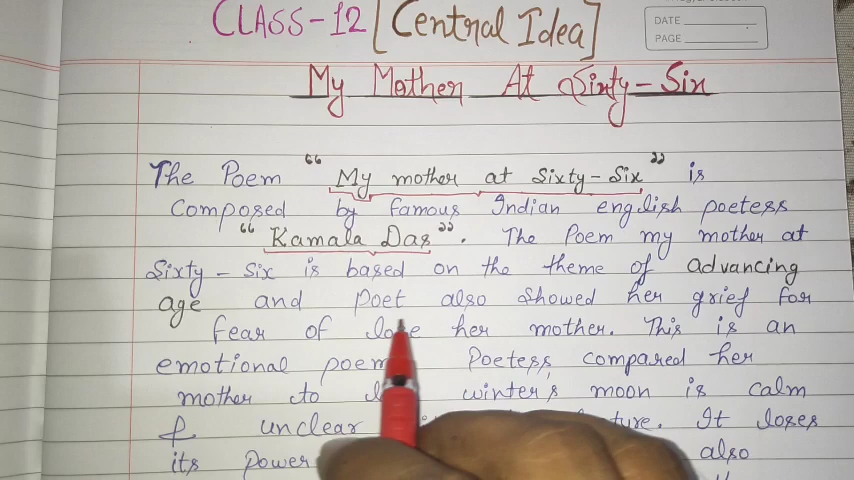 CLASS-12 [Central Idea]
DATE
PAGE
My Mother At Sixty-Six
The Poem "My mother at Sixty-Six" is
Composed by famous Indian english poetess
"Kamala Das". The Poem my mother at
Sixty-Six is based on the theme of advancing
age and poet also showed her grief for
fear of lose her mother. This is an
emotional poem Poetess compared her
mother to winter's moon is calm
& unclear It loses
its power also